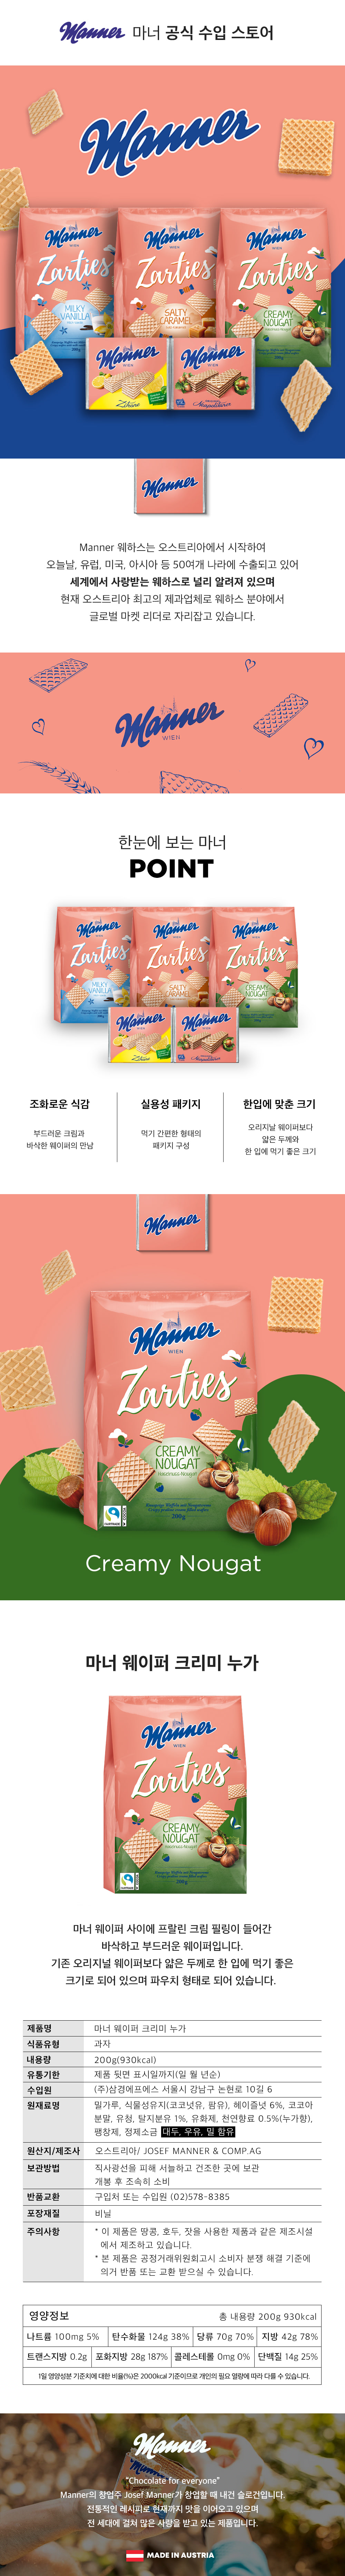 Manner 마너 공식 수입 스토어
Manner
Manner
WIEN
Zarties
MILKY
VANILLA
Manner
WIEN
Zarties
SALTY
CARAMEL
Manner
WIEN
Zarties
CREAMY
NOUGAT
Manner
WIEN
Zitrone
Manner
WIEN
Neapolitaner
Manner
Manner 웨하스는 오스트리아에서 시작하여
오늘날, 유럽, 미국, 아시아 등 50여개 나라에 수출되고 있어
세계에서 사랑받는 웨하스로 널리 알려져 있으며
현재 오스트리아 최고의 제과업체로 웨하스 분야에서
글로벌 마켓 리더로 자리잡고 있습니다.
Manner
WIEN
한눈에 보는 마너
POINT
Manner
Zarties
MILKY
VANILLA
Manner
Zarties
SALTY
CARAMEL
Manner
Zarties
CREAMY
NOUGAT
Manner
Manner
조화로운 식감
부드러운 크림과
바삭한 웨이퍼의 만남
실용성 패키지
먹기 간편한 형태의
패키지 구성
한입에 맞춘 크기
오리지날 웨이퍼보다
얇은 두께와
한 입에 먹기 좋은 크기
Manner
Manner
WIEN
Zarties
CREAMY
NOUGAT
Haselnuss-Nougat
200g
FAIRTRADE
Creamy Nougat
마너 웨이퍼 크리미 누가
Manner
WIEN
Zarties
CREAMY
NOUGAT
200g
마너 웨이퍼 사이에 프랄린 크림 필링이 들어간
바삭하고 부드러운 웨이퍼입니다.
기존 오리지널 웨이퍼보다 얇은 두께로 한 입에 먹기 좋은
크기로 되어 있으며 파우치 형태로 되어 있습니다.
제품명 마너 웨이퍼 크리미 누가
식품유형 과자
내용량 200g(930kcal)
유통기한 제품 뒷면 표시일까지(일 월 년순)
수입원 (주)삼경에프에스 서울시 강남구 논현로 10길 6
원재료명 밀가루, 식물성유지(코코넛유, 팜유), 헤이즐넛 6%, 코코아
분말, 유청, 탈지분유 1%, 유화제, 천연향료 0.5%(누가향),
팽창제, 정제소금 대두, 우유, 밀 함유
원산지/제조사 오스트리아/ JOSEF MANNER & COMP.AG
보관방법 직사광선을 피해 서늘하고 건조한 곳에 보관
개봉 후 조속히 소비
반품교환 구입처 또는 수입원 (02)578-8385
포장재질 비닐
주의사항 * 이 제품은 땅콩, 호두, 잣을 사용한 제품과 같은 제조시설
에서 제조하고 있습니다.
* 본 제품은 공정거래위원회고시 소비자 분쟁 해결 기준에
의거 반품 또는 교환 받으실 수 있습니다.
영양정보 총 내용량 200g 930kcal
나트륨 100mg 5% 탄수화물 124g 38% 당류 70g 70% 지방 42g 78%
트랜스지방 0.2g 포화지방 28g 187% 콜레스테롤 0mg 0% 단백질 14g 25%
1일 영양성분 기준치에 대한 비율(%)은 2000kcal 기준이므로 개인의 필요 열량에 따라 다를 수 있습니다.
Manner
"Chocolate for everyone"
Manner의 창업주 Josef Manner가 창업할 때 내건 슬로건입니다.
전통적인 레시피로 현재까지 맛을 이어오고 있으며
전 세대에 걸쳐 많은 사랑을 받고 있는 제품입니다.
MADE IN AUSTRIA